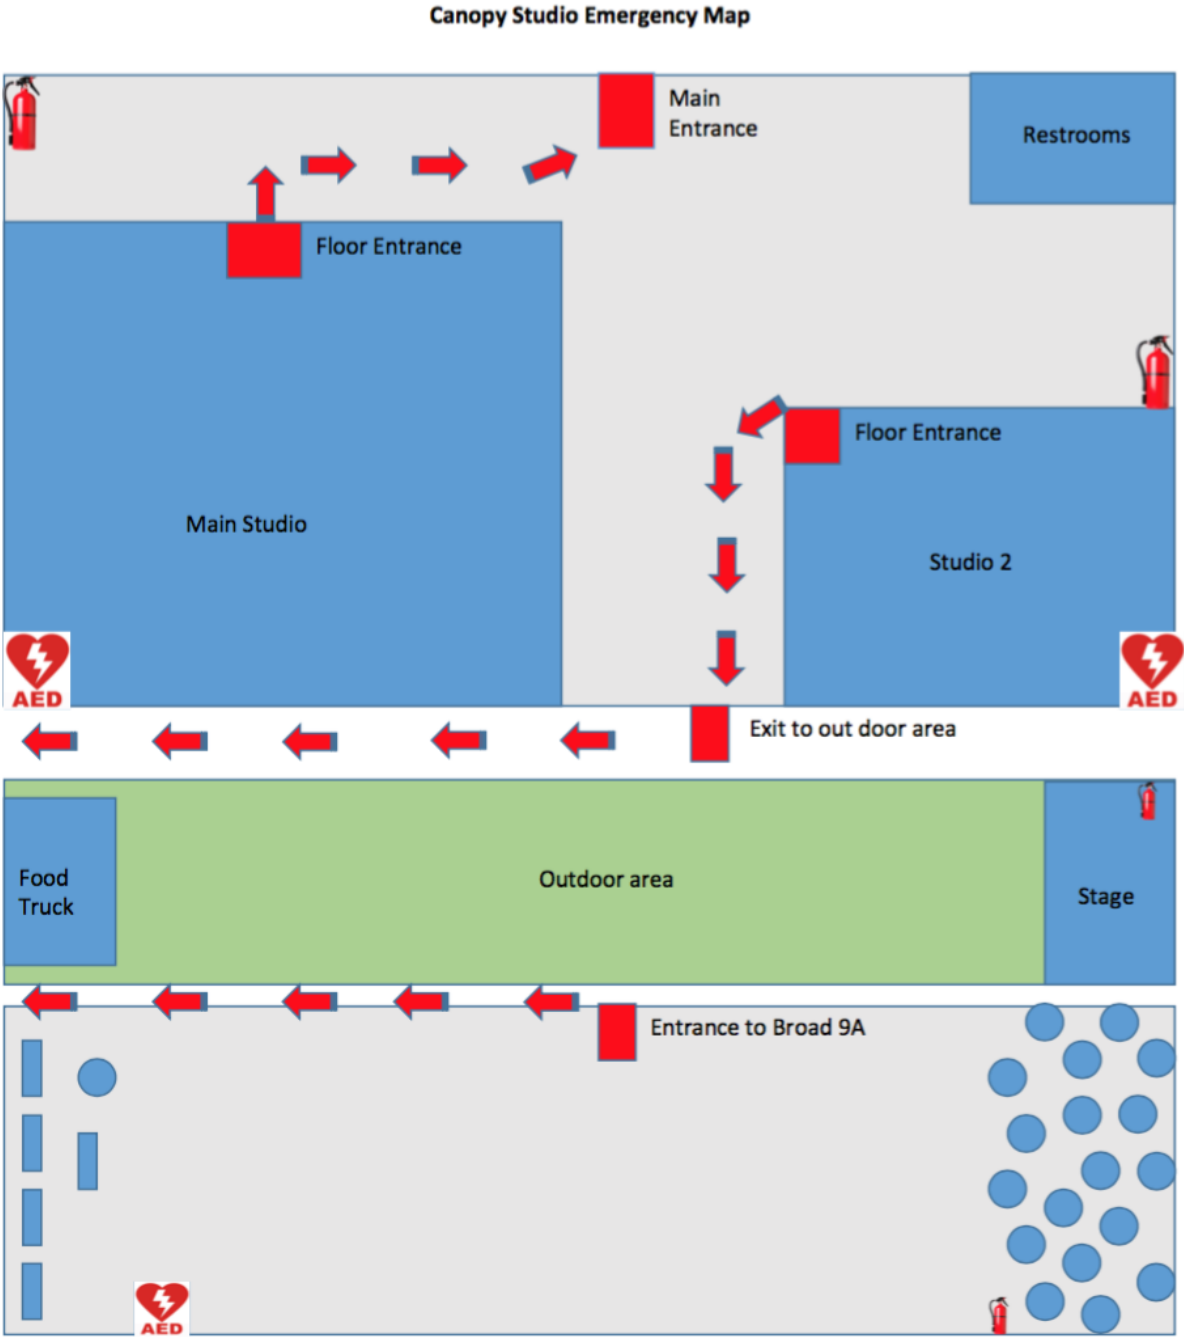 Canopy Studio Emergency Map
Main
Entrance
Restrooms
Floor Entrance
Floor Entrance
Main Studio
Studio 2
AED
AED
Exit to out door area
Food
Truck
Outdoor area
Stage
Entrance to Broad 9A
AED